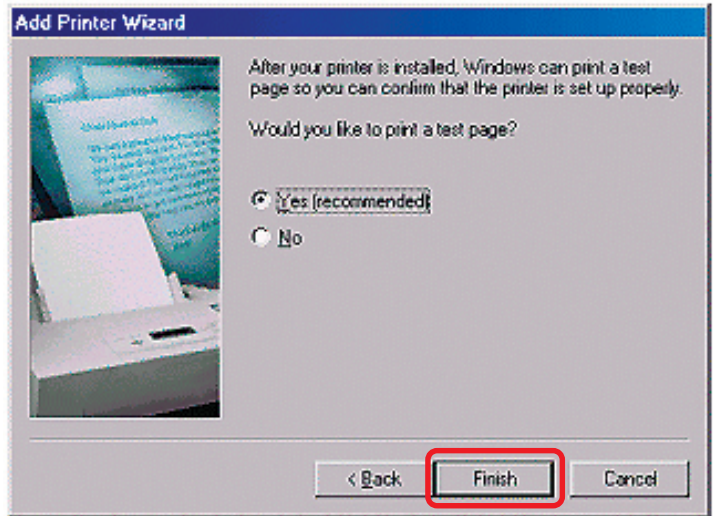 Add Printer Wizard
After your printer is installed, Windows can print a test
page so you can confirm that the printer is set up properly.
Would you like to print a test page?
Yes (recommended)
No
< Back
Finish
Cancel